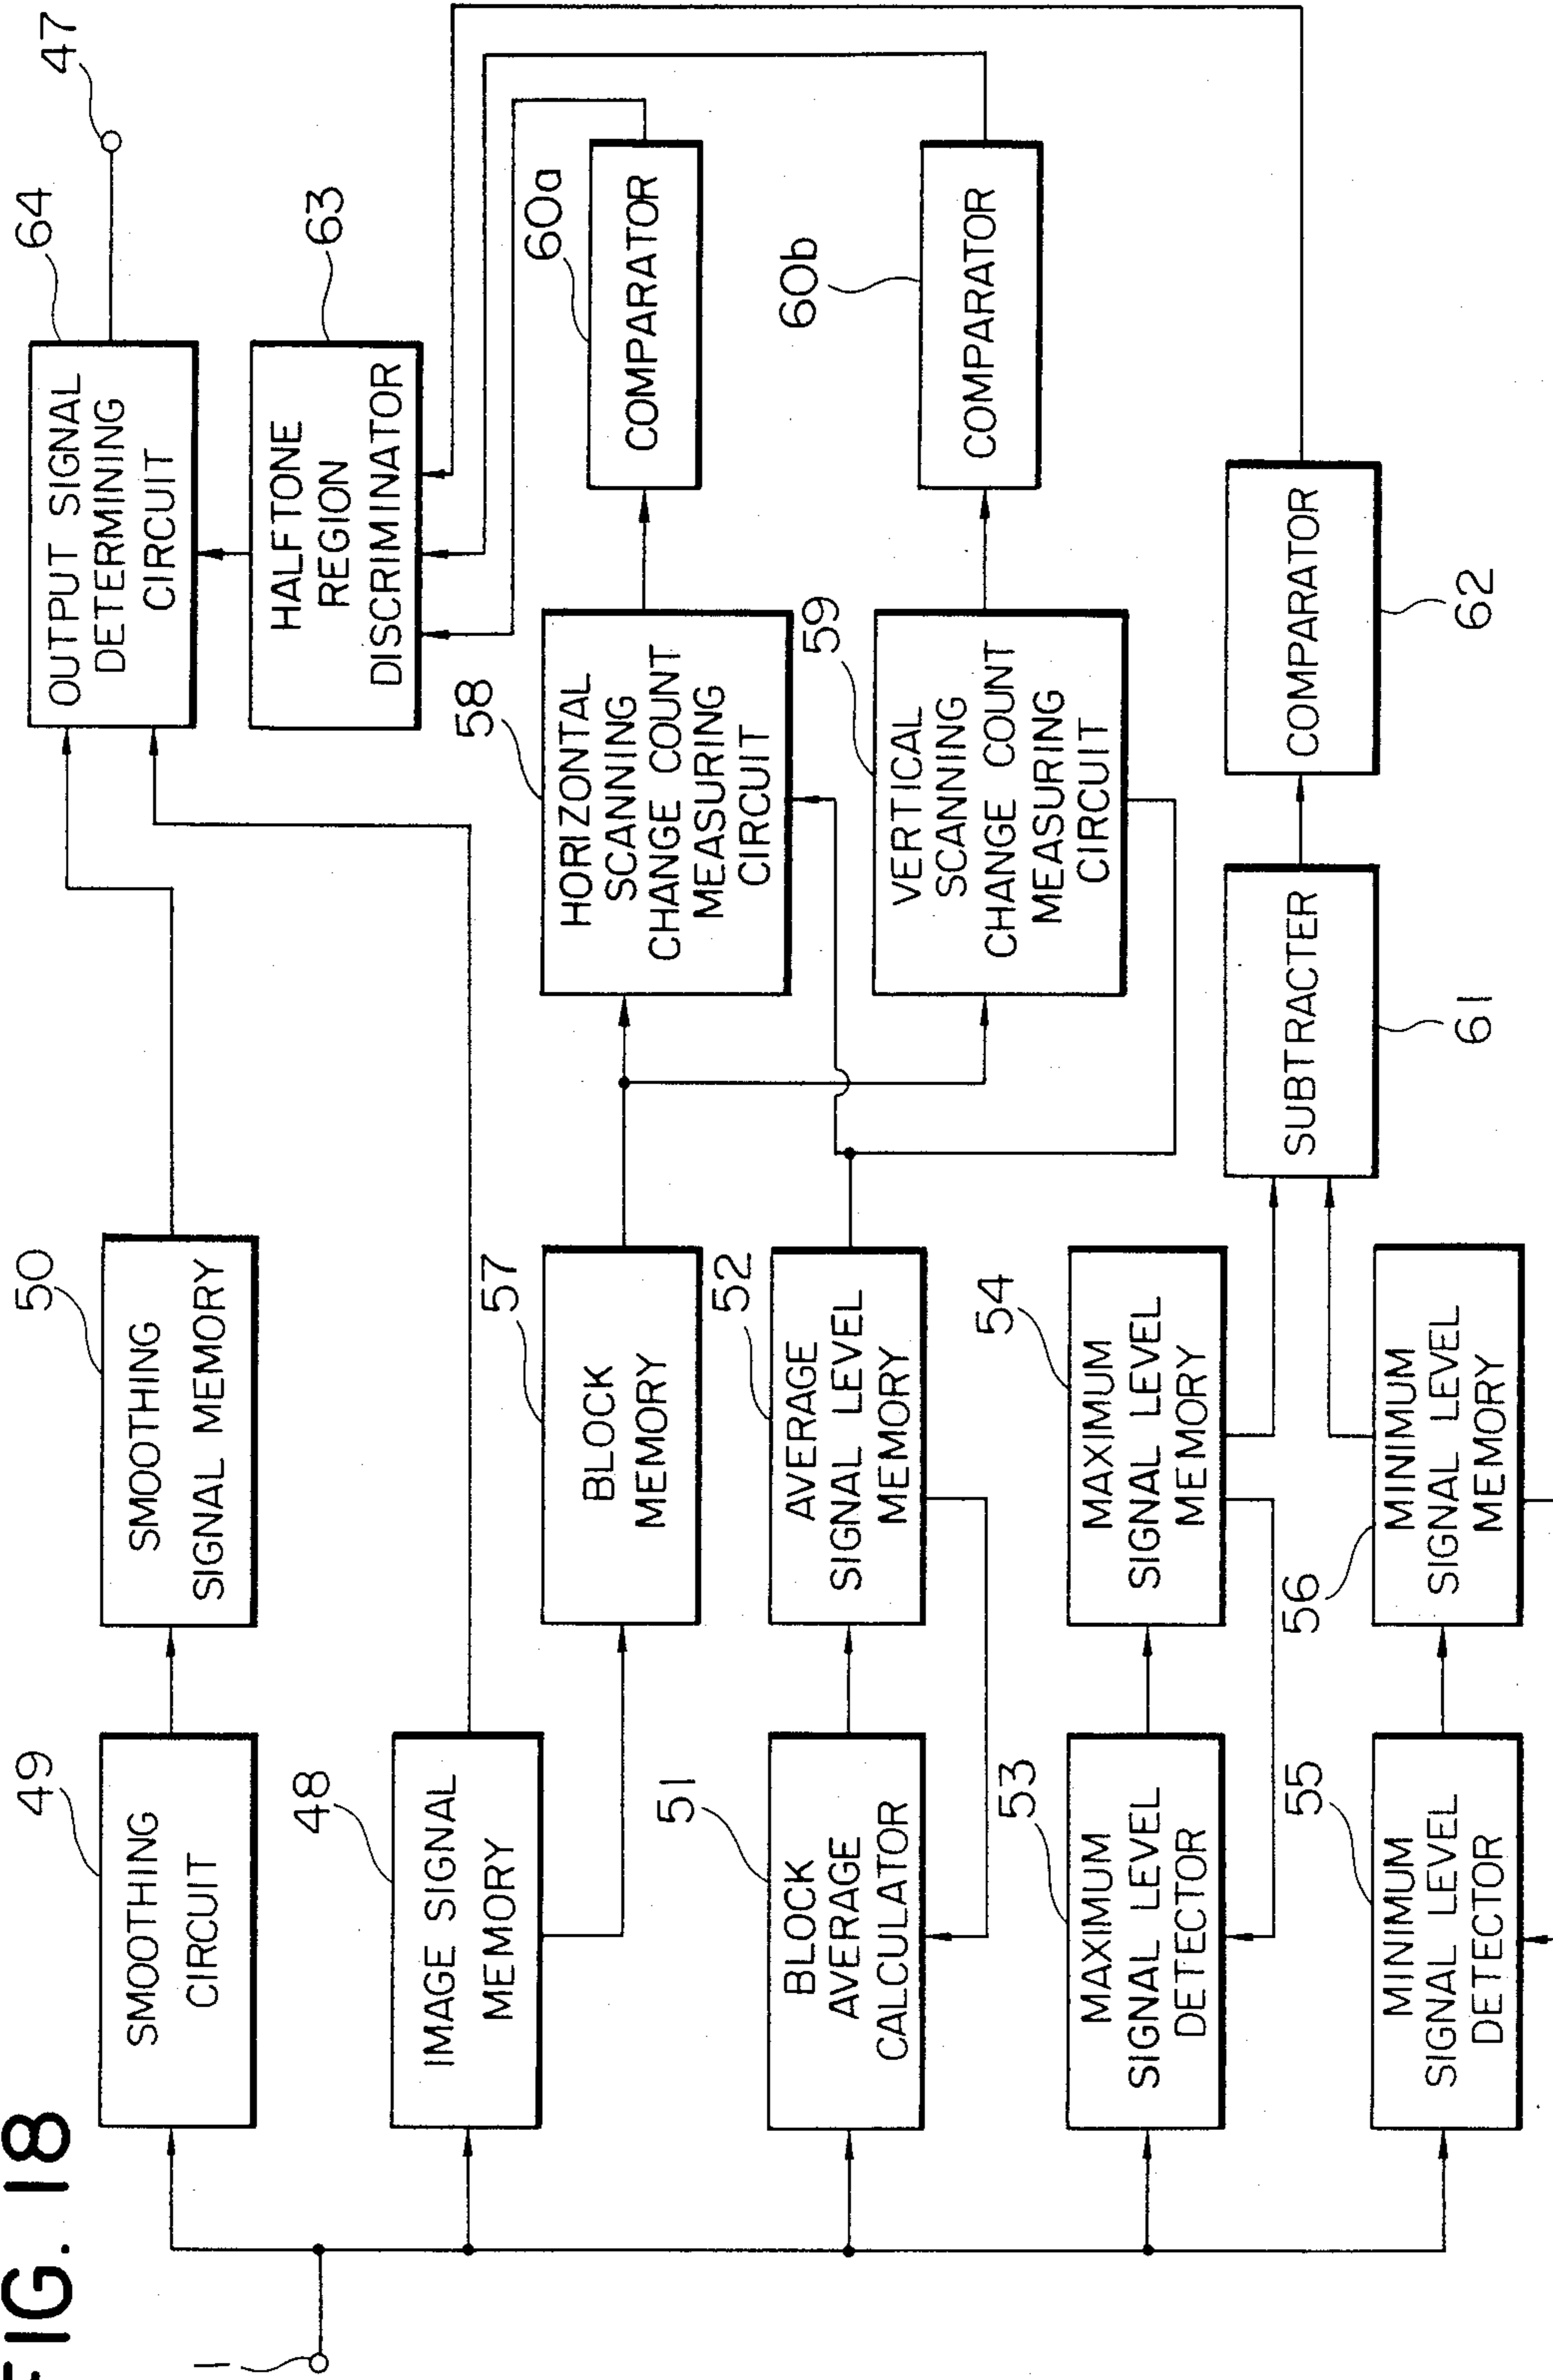 FIG. 18
1
49
SMOOTHING
CIRCUIT
50
SMOOTHING
SIGNAL MEMORY
64
OUTPUT SIGNAL
DETERMINING
CIRCUIT
47
63
HALFTONE
REGION
DISCRIMINATOR
48
IMAGE SIGNAL
MEMORY
57
BLOCK
MEMORY
58
HORIZONTAL
SCANNING
CHANGE COUNT
MEASURING
CIRCUIT
60a
COMPARATOR
51
BLOCK
AVERAGE
CALCULATOR
52
AVERAGE
SIGNAL LEVEL
MEMORY
59
VERTICAL
SCANNING
CHANGE COUNT
MEASURING
CIRCUIT
60b
COMPARATOR
53
MAXIMUM
SIGNAL LEVEL
DETECTOR
54
MAXIMUM
SIGNAL LEVEL
MEMORY
SUBTRACTER
61
COMPARATOR
62
55
MINIMUM
SIGNAL LEVEL
DETECTOR
56
MINIMUM
SIGNAL LEVEL
MEMORY